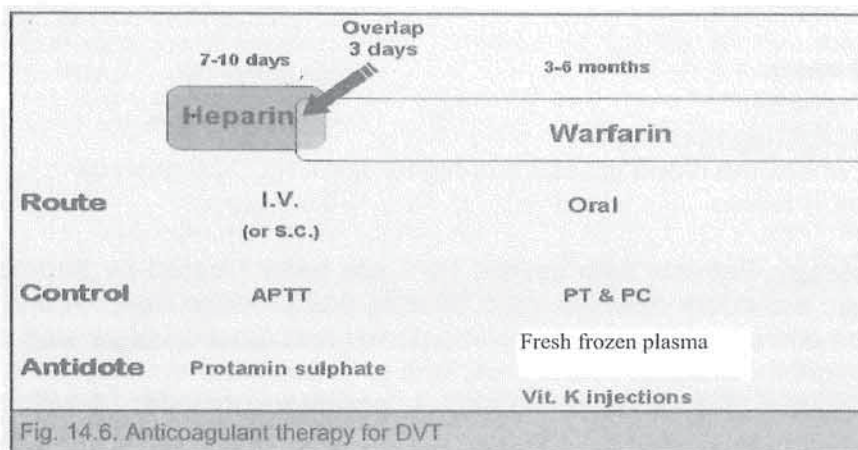 Overlap
3 days
7-10 days
3-6 months
Heparin
Warfarin
Route
I.V.
(or S.C.)
Oral
Control
APTT
PT & PC
Antidote
Protamin sulphate
Fresh frozen plasma
Vit. K injections
Fig. 14.6. Anticoagulant therapy for DVT